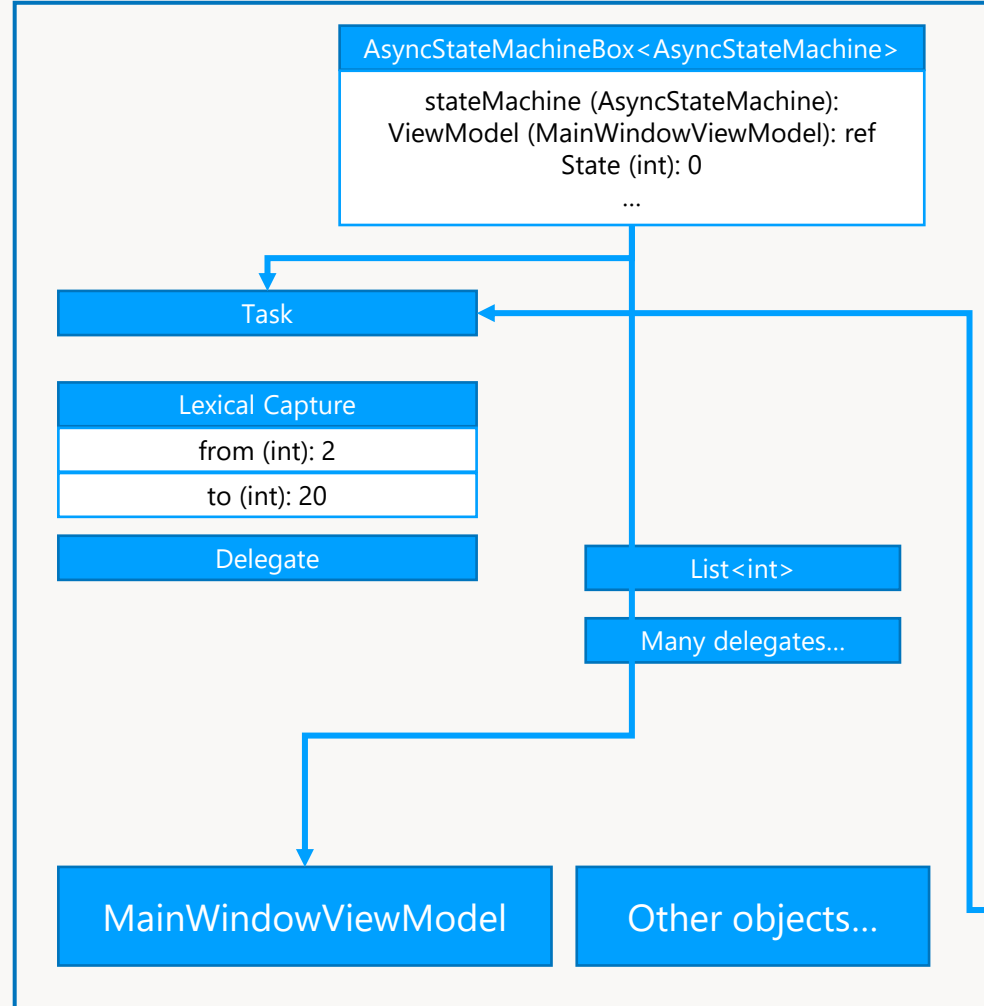 AsyncStateMachineBox<AsyncStateMachine>
stateMachine (AsyncStateMachine):
ViewModel (MainWindowViewModel): ref
State (int): 0
...
Task
Lexical Capture
from (int): 2
to (int): 20
Delegate
List<int>
Many delegates...
MainWindowViewModel
Other objects...